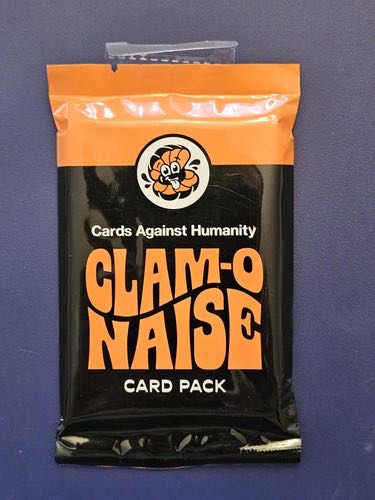 Cards Against Humanity
CLAM-O
NAISE
CARD PACK